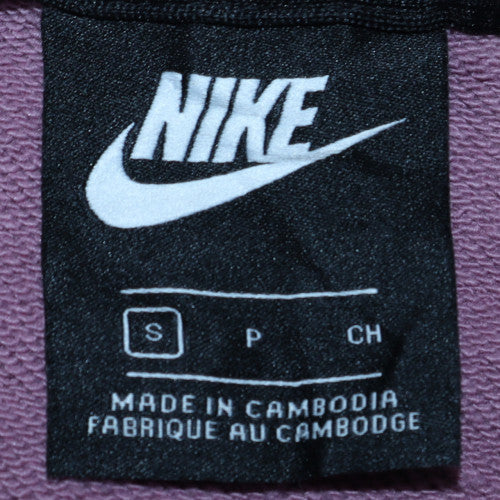 NIKE
S P CH
MADE IN CAMBODIA
FABRIQUE AU CAMBODGE